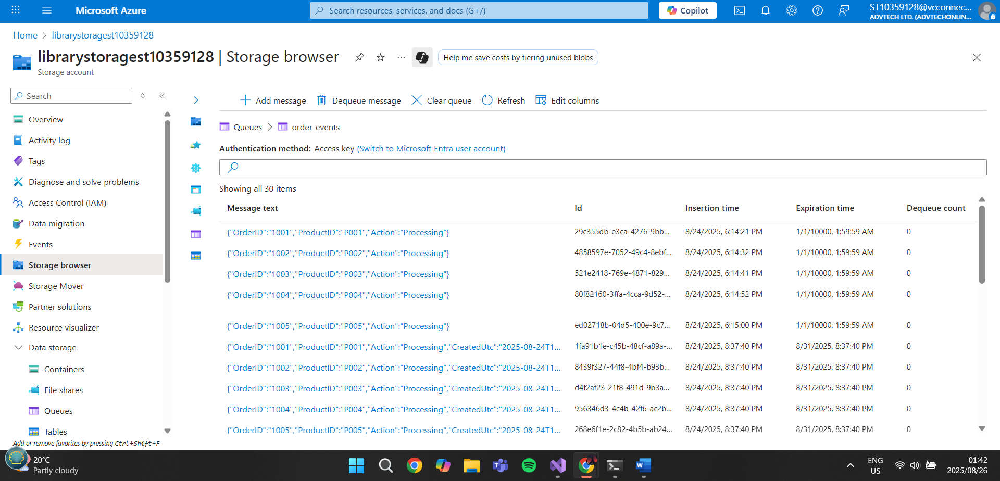 Microsoft Azure
Search resources, services, and docs (G+/)
Copilot
ST10359128@vcconnec...
ADVTECH LTD. (ADVTECHONLIN...
Home > librarystoragest10359128
librarystoragest10359128 | Storage browser
Storage account
Help me save costs by tiering unused blobs
Search
Overview
Activity log
Tags
Diagnose and solve problems
Access Control (IAM)
Data migration
Events
Storage browser
Storage Mover
Partner solutions
Resource visualizer
Data storage
Containers
File shares
Queues
Tables
Add or remove favorites by pressing Ctrl+Shift+F
Add message Dequeue message Clear queue Refresh Edit columns
Queues > order-events
Authentication method: Access key (Switch to Microsoft Entra user account)
Showing all 30 items
Message text Id Insertion time Expiration time Dequeue count
{"OrderID":"1001","ProductID":"P001","Action":"Processing"} 29c355db-e3ca-4276-9bb... 8/24/2025, 6:14:21 PM 1/1/10000, 1:59:59 AM 0
{"OrderID":"1002","ProductID":"P002","Action":"Processing"} 4858597e-7052-49c4-8ebf... 8/24/2025, 6:14:32 PM 1/1/10000, 1:59:59 AM 0
{"OrderID":"1003","ProductID":"P003","Action":"Processing"} 521e2418-769e-4871-829... 8/24/2025, 6:14:41 PM 1/1/10000, 1:59:59 AM 0
{"OrderID":"1004","ProductID":"P004","Action":"Processing"} 80f82160-3ffa-4cca-9d52-... 8/24/2025, 6:14:52 PM 1/1/10000, 1:59:59 AM 0
{"OrderID":"1005","ProductID":"P005","Action":"Processing"} ed02718b-04d5-400e-9c7... 8/24/2025, 6:15:00 PM 1/1/10000, 1:59:59 AM 0
{"OrderID":"1001","ProductID":"P001","Action":"Processing","CreatedUtc":"2025-08-24T1... 1fa91b1e-c45b-48cf-a89a-... 8/24/2025, 8:37:40 PM 8/31/2025, 8:37:40 PM 0
{"OrderID":"1002","ProductID":"P002","Action":"Processing","CreatedUtc":"2025-08-24T1... 8439f327-44f8-4bf4-b93b... 8/24/2025, 8:37:40 PM 8/31/2025, 8:37:40 PM 0
{"OrderID":"1003","ProductID":"P003","Action":"Processing","CreatedUtc":"2025-08-24T1... d4f2af23-21f8-491d-9b3a... 8/24/2025, 8:37:40 PM 8/31/2025, 8:37:40 PM 0
{"OrderID":"1004","ProductID":"P004","Action":"Processing","CreatedUtc":"2025-08-24T1... 956346d3-4c4b-42f6-ac2b... 8/24/2025, 8:37:40 PM 8/31/2025, 8:37:40 PM 0
{"OrderID":"1005","ProductID":"P005","Action":"Processing","CreatedUtc":"2025-08-24T1... 268e6f1e-2c82-4b5b-ab24... 8/24/2025, 8:37:40 PM 8/31/2025, 8:37:40 PM 0
20°C
Partly cloudy
ENG
US
01:42
2025/08/26